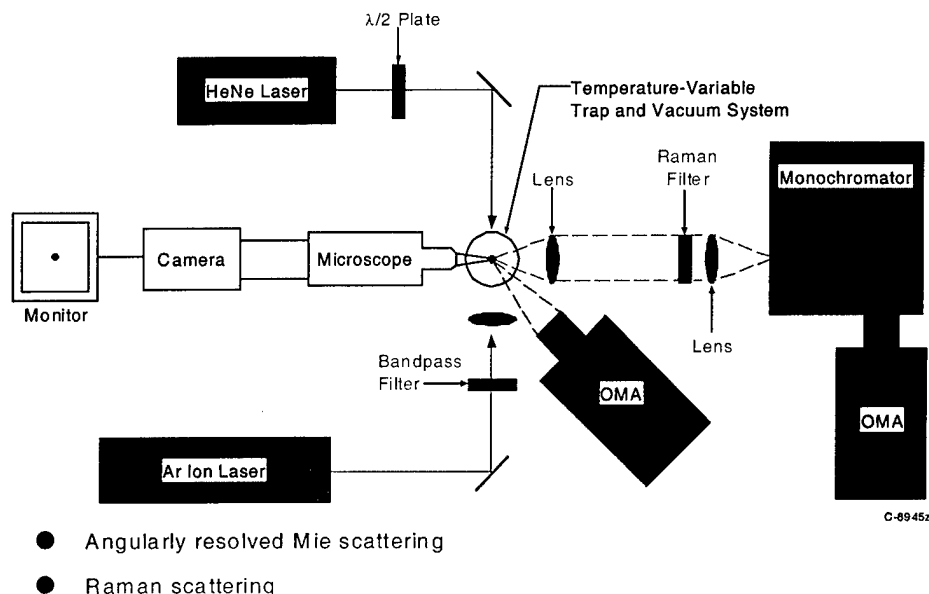 λ/2 Plate
HeNe Laser
Temperature-Variable
Trap and Vacuum System
Raman
Filter
Lens
Monochromator
Camera
Microscope
Monitor
Lens
Bandpass
Filter
OMA
OMA
Ar Ion Laser
C-8945z
● Angularly resolved Mie scattering
● Raman scattering